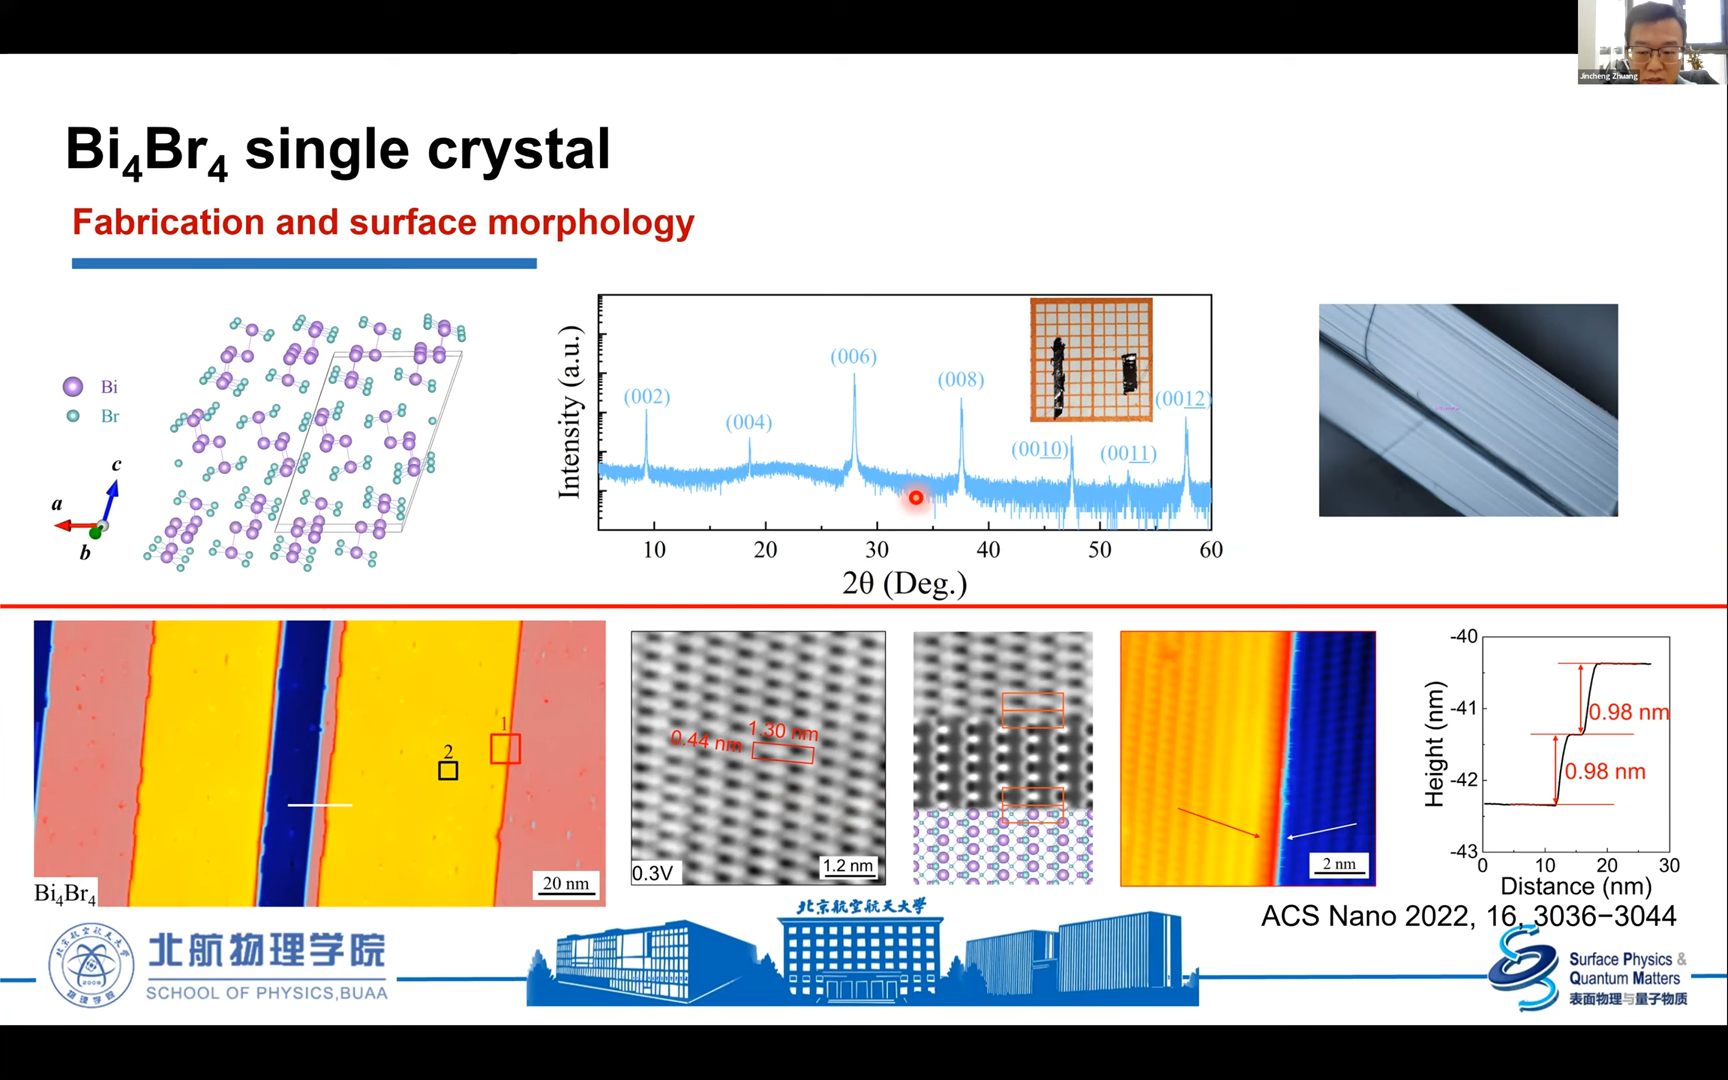 Jincheng Zhuang
Bi4Br4 single crystal
Fabrication and surface morphology
Bi
Br
a
b
c
Intensity (a.u.)
(002)
(004)
(006)
(008)
(0010)
(0011)
(0012)
10
20
30
40
50
60
2θ (Deg.)
1
2
20 nm
Bi4Br4
0.44 nm
1.30 nm
0.3V
1.2 nm
2 nm
Height (nm)
-40
-41
-42
-43
0.98 nm
0.98 nm
0
10
20
30
Distance (nm)
ACS Nano 2022, 16, 3036−3044
北航物理学院
SCHOOL OF PHYSICS,BUAA
北京航空航天大学
Surface Physics &
Quantum Matters
表面物理与量子物质